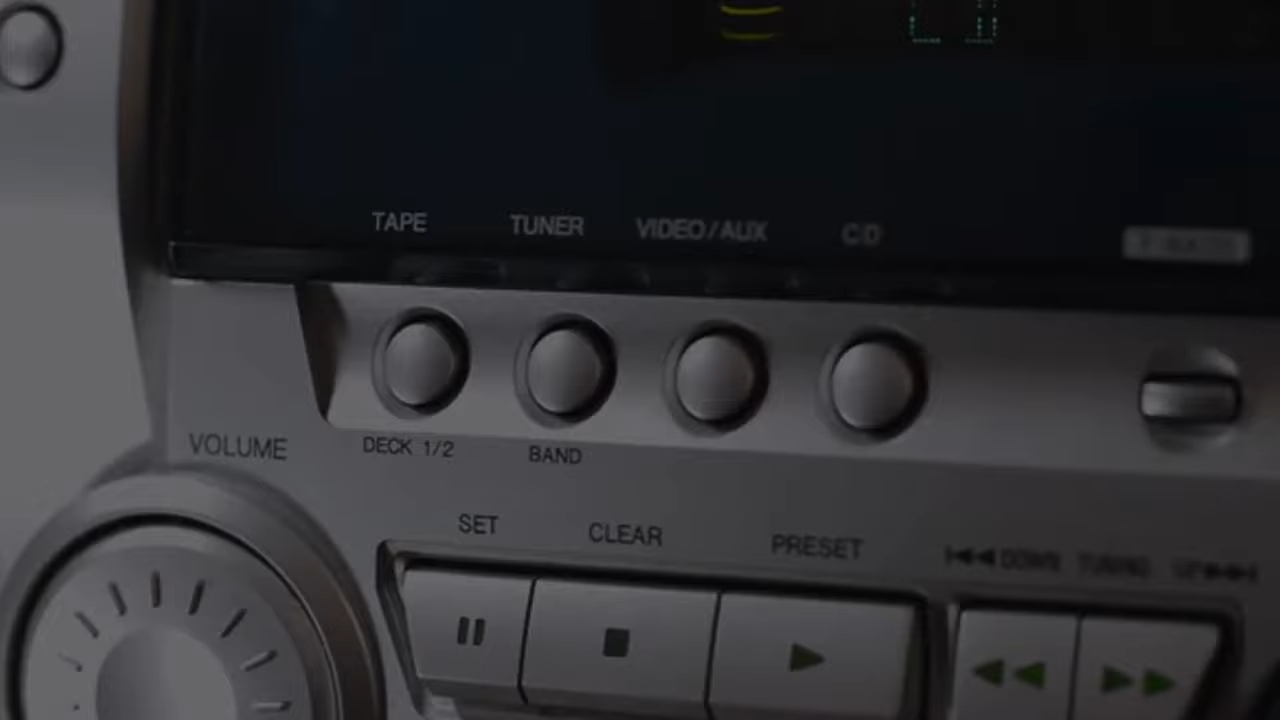 TAPE TUNER VIDEO/AUX CD
VOLUME DECK 1/2 BAND
SET CLEAR PRESET DOWN TUNING UP